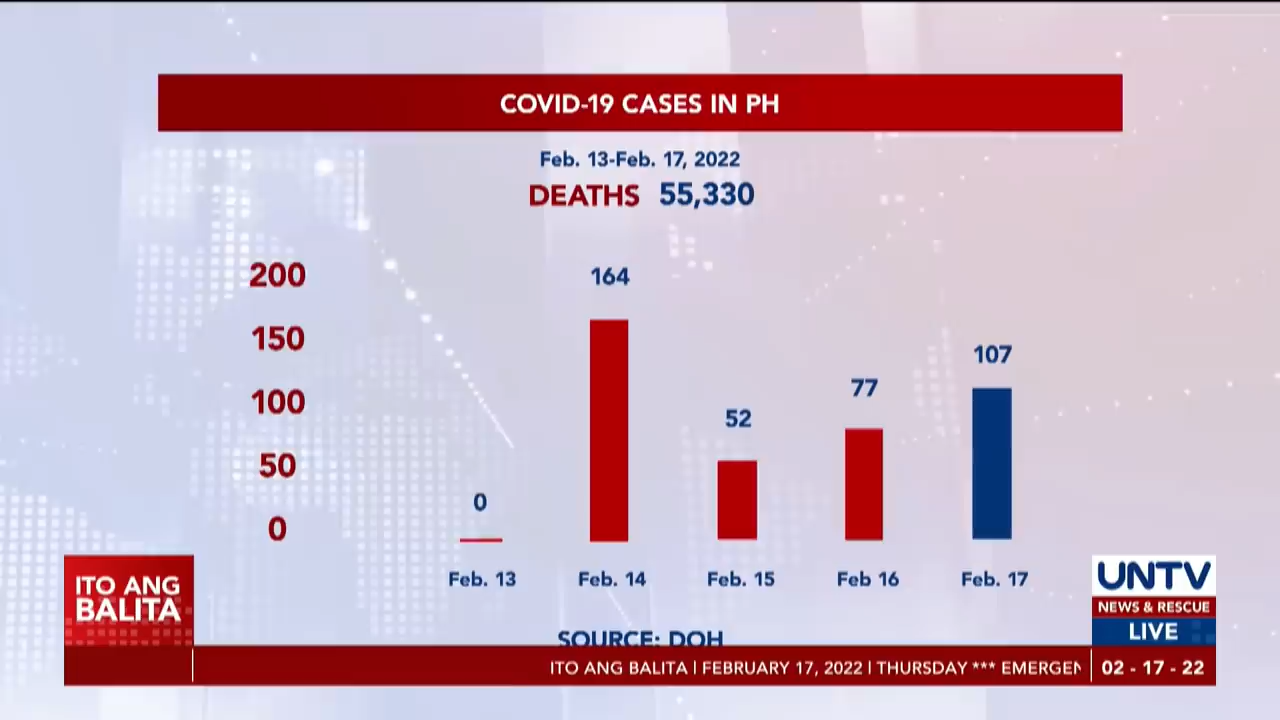 COVID-19 CASES IN PH
Feb. 13-Feb. 17, 2022
DEATHS 55,330
200
150
100
50
0
0
164
52
77
107
Feb. 13
Feb. 14
Feb. 15
Feb 16
Feb. 17
SOURCE: DOH
ITO ANG
BALITA
UNTV
NEWS & RESCUE
LIVE
ITO ANG BALITA | FEBRUARY 17, 2022 | THURSDAY *** EMERGEN
02 - 17 - 22